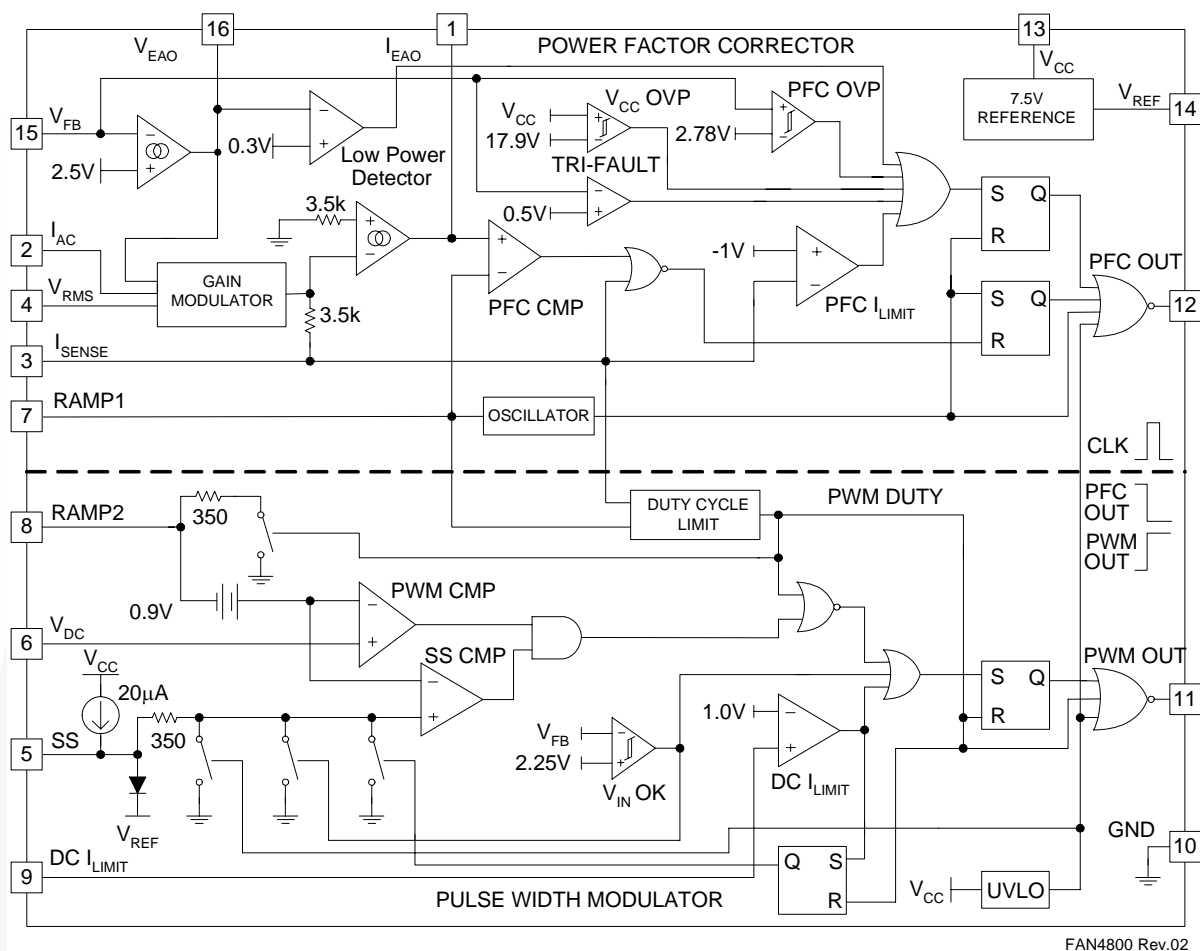 16
1
13
V_EAO
I_EAO
POWER FACTOR CORRECTOR
V_CC
7.5V
REFERENCE
V_REF
14
15
V_FB
2.5V
0.3V
Low Power
Detector
V_CC
17.9V
V_CC OVP
PFC OVP
2.78V
TRI-FAULT
0.5V
S
Q
R
2
I_AC
3.5k
GAIN
MODULATOR
4
V_RMS
3.5k
PFC CMP
-1V
PFC I_LIMIT
S
Q
R
PFC OUT
12
3
I_SENSE
7
RAMP1
OSCILLATOR
CLK
8
RAMP2
350
DUTY CYCLE
LIMIT
PWM DUTY
PFC
OUT
PWM
OUT
0.9V
PWM CMP
6
V_DC
SS CMP
V_CC
20μA
5
SS
350
V_REF
V_FB
2.25V
V_IN OK
1.0V
DC I_LIMIT
S
Q
R
PWM OUT
11
9
DC I_LIMIT
Q
S
R
V_CC
UVLO
GND
10
PULSE WIDTH MODULATOR
FAN4800 Rev.02